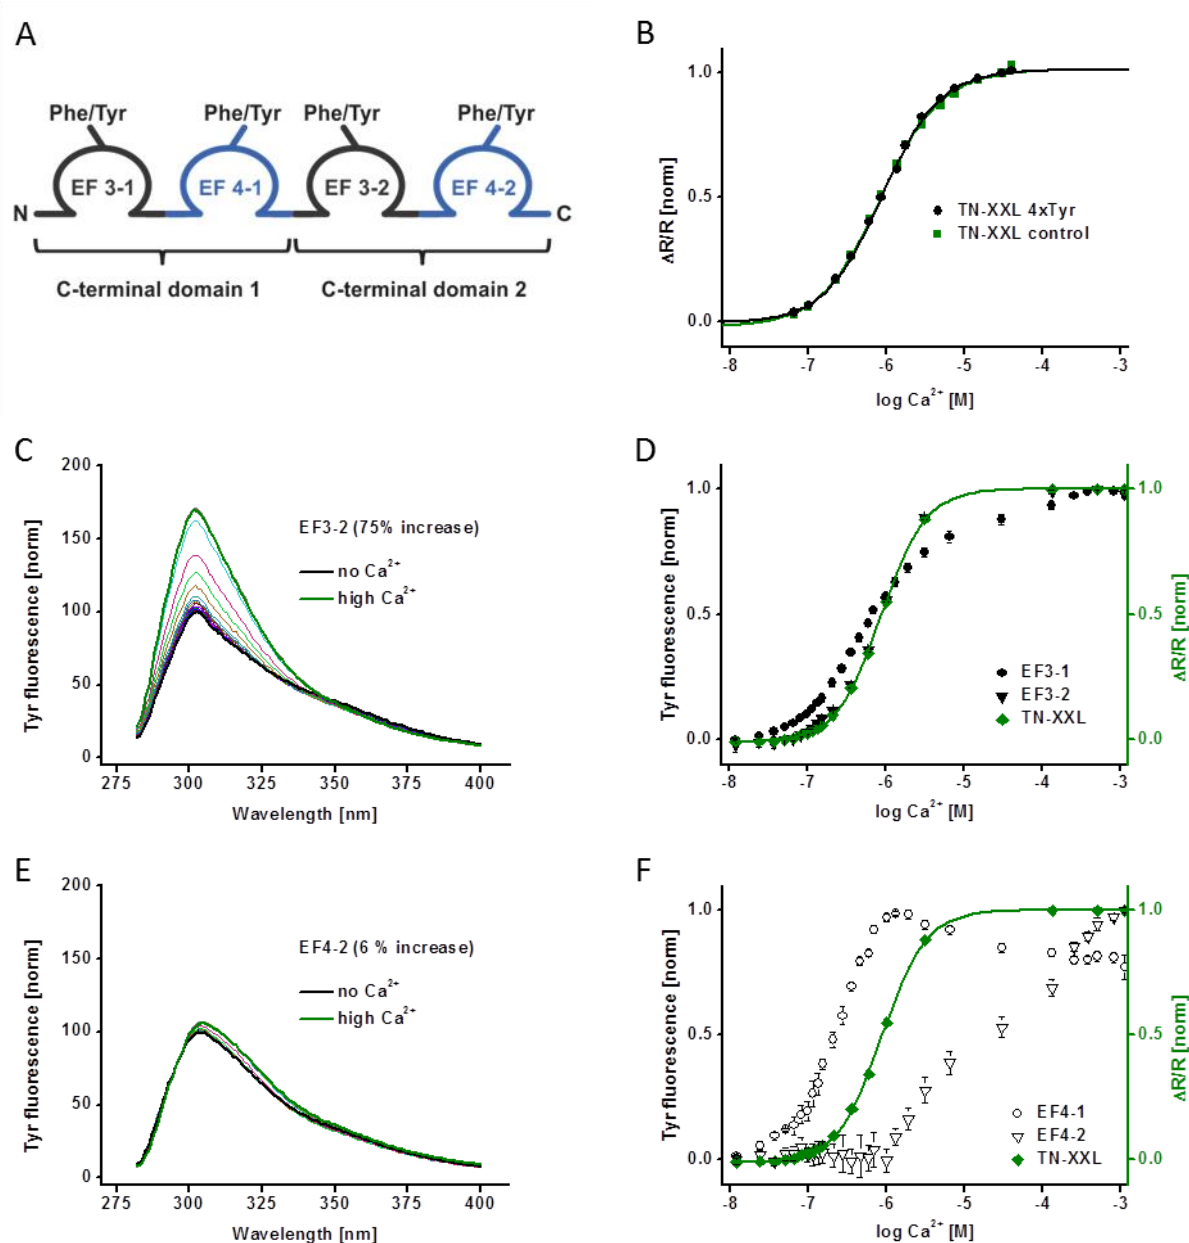 A
Phe/Tyr Phe/Tyr Phe/Tyr Phe/Tyr
EF 3-1 EF 4-1 EF 3-2 EF 4-2
N C
C-terminal domain 1 C-terminal domain 2
B
ΔR/R [norm]
1.0
0.5
0.0
TN-XXL 4xTyr
TN-XXL control
-8 -7 -6 -5 -4 -3
log Ca²⁺ [M]
C
Tyr fluorescence [norm]
200
150
100
50
0
EF3-2 (75% increase)
no Ca²⁺
high Ca²⁺
275 300 325 350 375 400
Wavelength [nm]
D
Tyr fluorescence [norm]
1.0
0.5
0.0
EF3-1
EF3-2
TN-XXL
1.0
0.5
0.0
ΔR/R [norm]
-8 -7 -6 -5 -4 -3
log Ca²⁺ [M]
E
Tyr fluorescence [norm]
200
150
100
50
0
EF4-2 (6 % increase)
no Ca²⁺
high Ca²⁺
275 300 325 350 375 400
Wavelength [nm]
F
Tyr fluorescence [norm]
1.0
0.5
0.0
EF4-1
EF4-2
TN-XXL
1.0
0.5
0.0
ΔR/R [norm]
-8 -7 -6 -5 -4 -3
log Ca²⁺ [M]